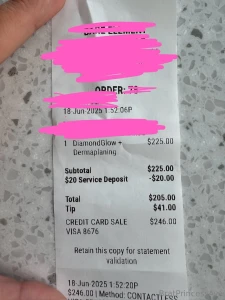 ORDER:
18-Jun-2025 1:52:06P
1 DiamondGlow + Dermaplaning $225.00
Subtotal $225.00
$20 Service Deposit -$20.00
Total $205.00
Tip $41.00
CREDIT CARD SALE $246.00
VISA 8676
Retain this copy for statement
validation
18-Jun-2025 1:52:20P
$246.00 | Method: CONTACTLESS